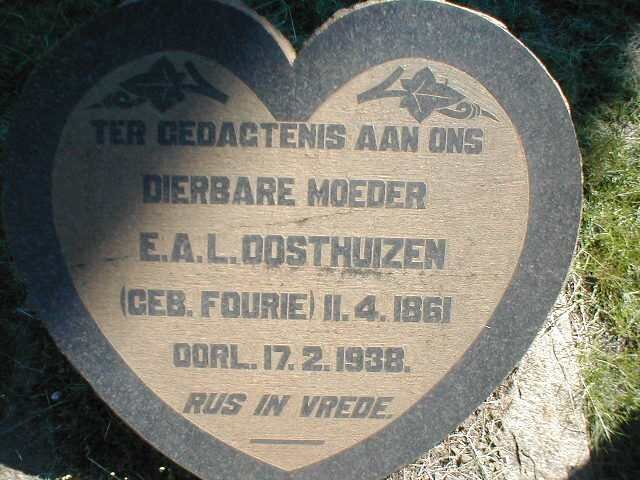 TER GEDAGTENIS AAN ONS
DIERBARE MOEDER
E.A.L. OOSTHUIZEN
(GEB. FOURIE) 11.4.1861
OORL. 17.2.1938.
RUS IN VREDE.